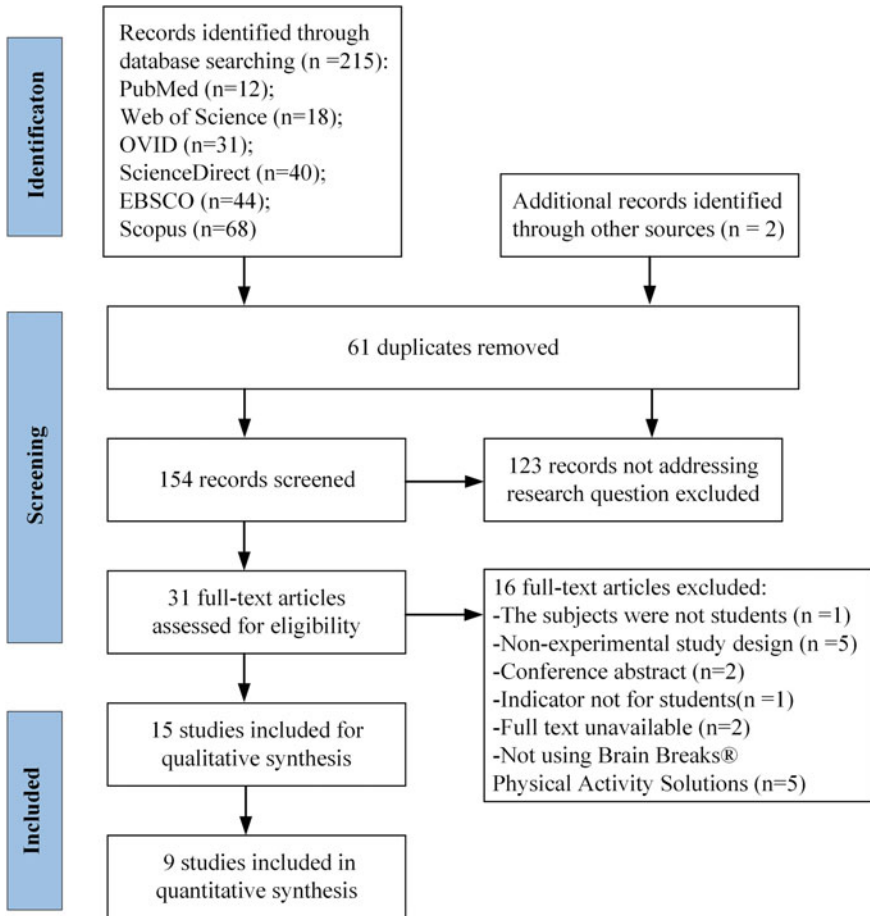 Identificaton
Records identified through
database searching (n =215):
PubMed (n=12);
Web of Science (n=18);
OVID (n=31);
ScienceDirect (n=40);
EBSCO (n=44);
Scopus (n=68)
Additional records identified
through other sources (n = 2)
Screening
61 duplicates removed
154 records screened
123 records not addressing
research question excluded
31 full-text articles
assessed for eligibility
16 full-text articles excluded:
-The subjects were not students (n =1)
-Non-experimental study design (n =5)
-Conference abstract (n=2)
-Indicator not for students(n =1)
-Full text unavailable (n=2)
-Not using Brain Breaks®
Physical Activity Solutions (n=5)
Included
15 studies included for
qualitative synthesis
9 studies included in
quantitative synthesis